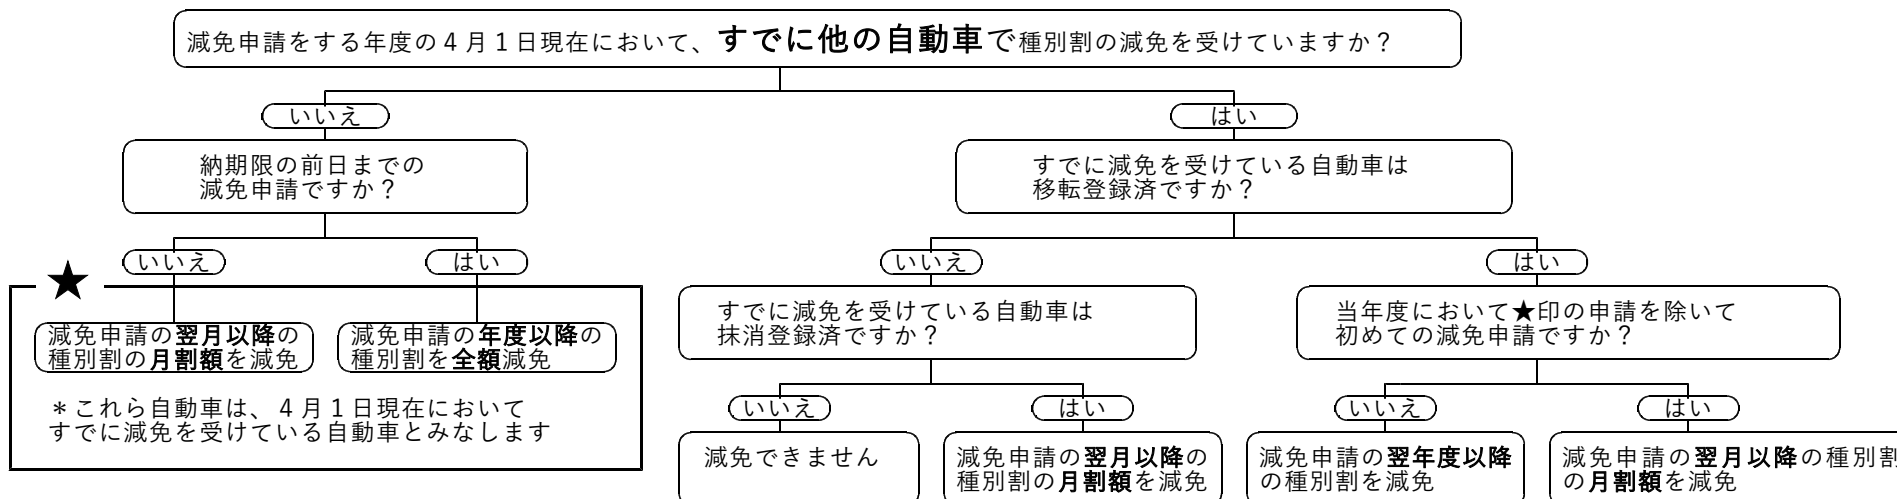 減免申請をする年度の４月１日現在において、すでに他の自動車で種別割の減免を受けていますか？
いいえ
はい
納期限の前日までの
減免申請ですか？
すでに減免を受けている自動車は
移転登録済ですか？
いいえ
はい
いいえ
はい
★
減免申請の翌月以降の
種別割の月割額を減免
減免申請の年度以降の
種別割を全額減免
＊これら自動車は、４月１日現在において
すでに減免を受けている自動車とみなします
すでに減免を受けている自動車は
抹消登録済ですか？
当年度において★印の申請を除いて
初めての減免申請ですか？
いいえ
はい
いいえ
はい
減免できません
減免申請の翌月以降の
種別割の月割額を減免
減免申請の翌年度以降
の種別割を減免
減免申請の翌月以降の種別割
の月割額を減免